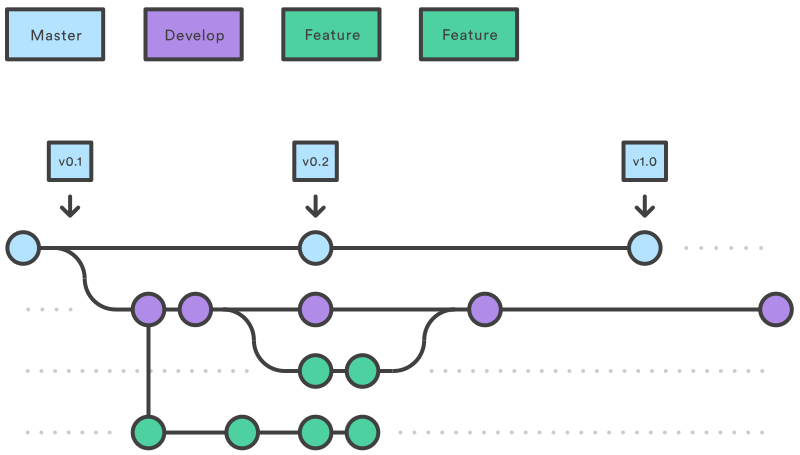 Master
Develop
Feature
Feature
v0.1
v0.2
v1.0